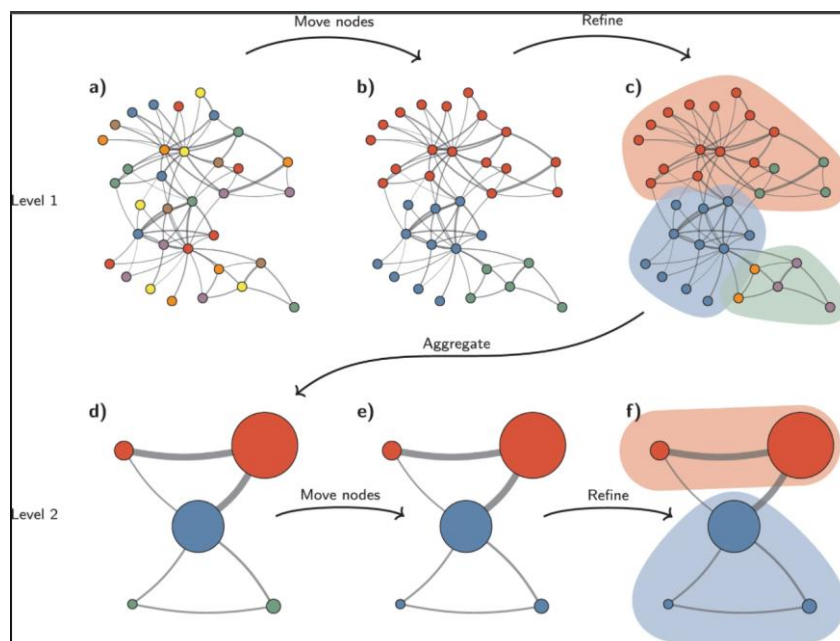 Move nodes
Refine
a)
b)
c)
Level 1
Aggregate
d)
e)
f)
Move nodes
Refine
Level 2